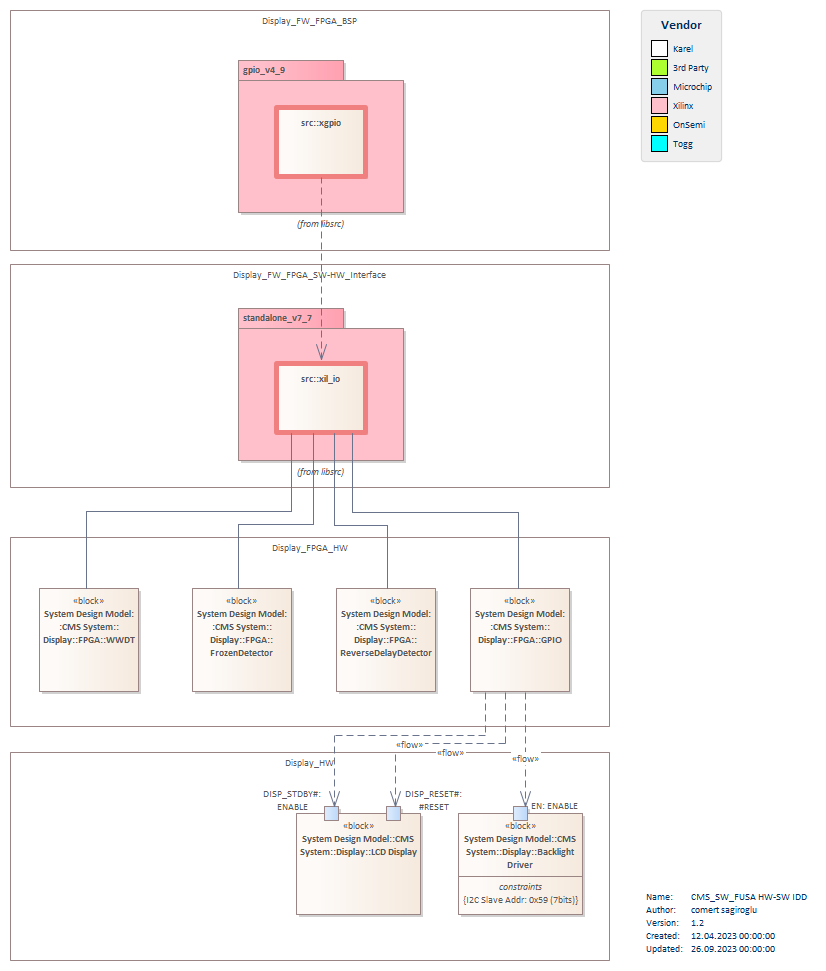 Display_FW_FPGA_BSP
Vendor
Karel
3rd Party
Microchip
Xilinx
OnSemi
Togg
gpio_v4_9
src::xgpio
(from libsrc)
Display_FW_FPGA_SW-HW_Interface
standalone_v7_7
src::xil_io
(from libsrc)
Display_FPGA_HW
«block»
System Design Model:
:CMS System::
Display::FPGA::WWDT
«block»
System Design Model:
:CMS System::
Display::FPGA::
FrozenDetector
«block»
System Design Model:
:CMS System::
Display::FPGA::
ReverseDelayDetector
«block»
System Design Model:
:CMS System::
Display::FPGA::GPIO
«flow»
«flow»
«flow»
Display_HW
DISP_STDBY#:
ENABLE
DISP_RESET#:
#RESET
EN: ENABLE
«block»
System Design Model::CMS
System::Display::LCD Display
«block»
System Design Model::CMS
System::Display::Backlight
Driver
constraints
{I2C Slave Addr: 0x59 (7bits)}
Name: CMS_SW_FUSA HW-SW IDD
Author: comert sagiroglu
Version: 1.2
Created: 12.04.2023 00:00:00
Updated: 26.09.2023 00:00:00